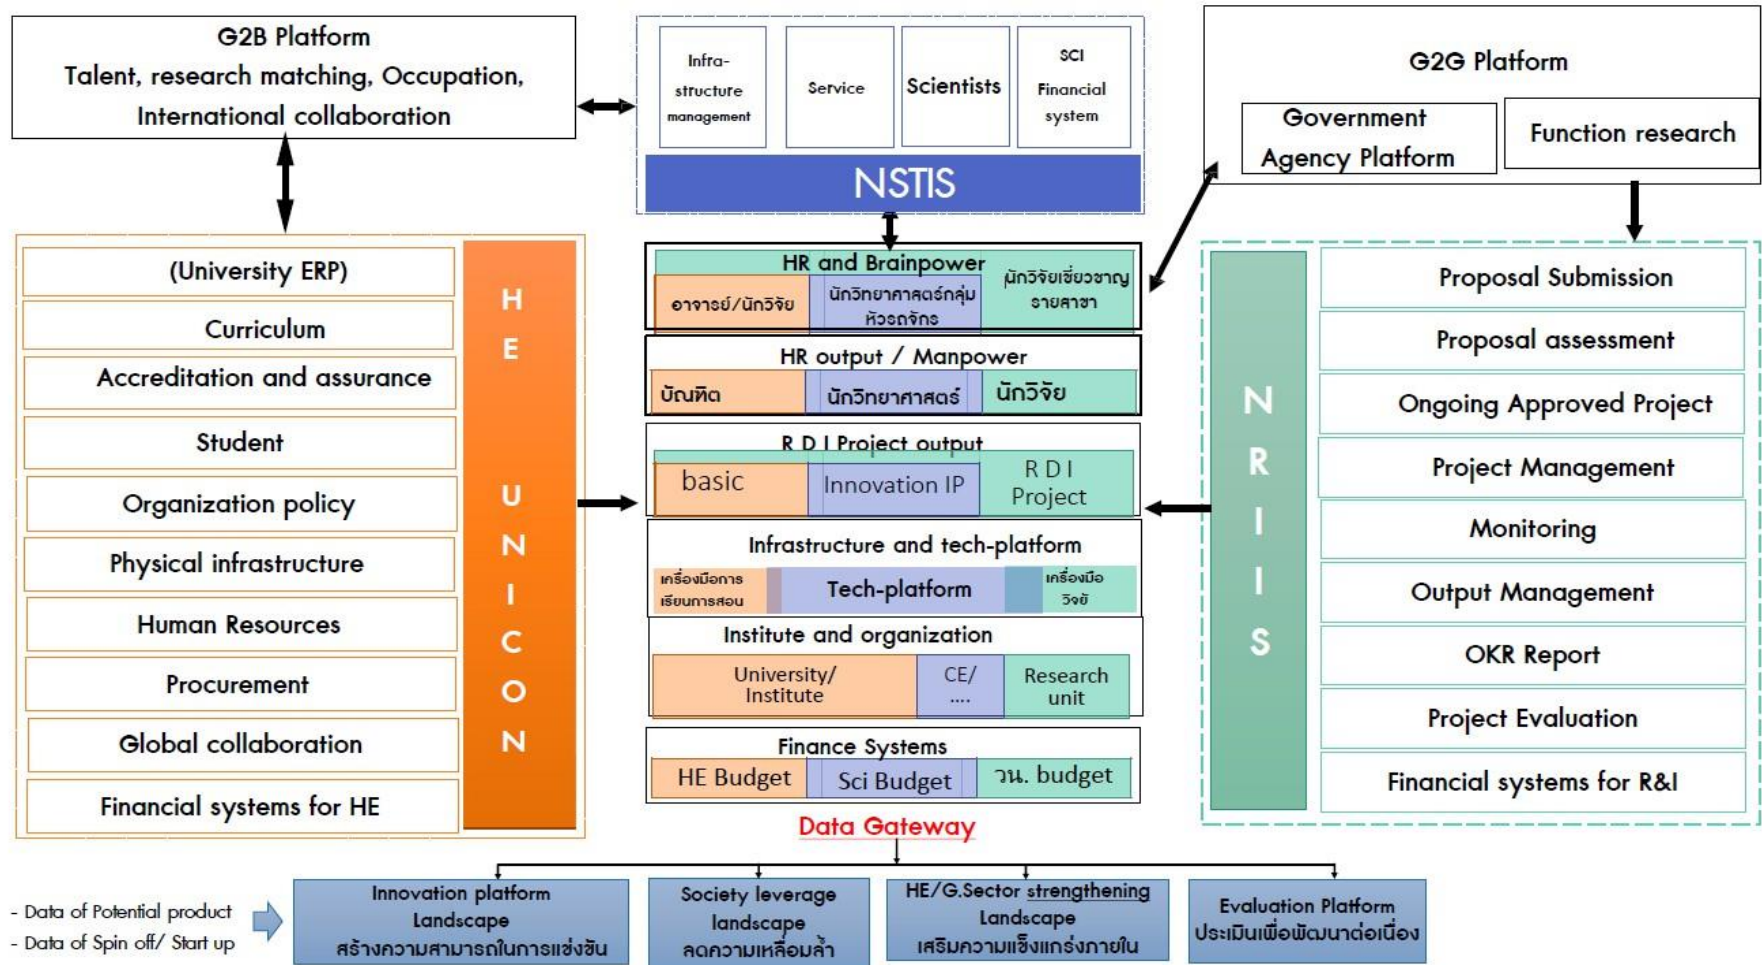 G2B Platform
Talent, research matching, Occupation,
International collaboration
Infra-
structure
management
Service
Scientists
SCI
Financial
system
NSTIS
G2G Platform
Government
Agency Platform
Function research
(University ERP)
Curriculum
Accreditation and assurance
Student
Organization policy
Physical infrastructure
Human Resources
Procurement
Global collaboration
Financial systems for HE
HE UNICON
HR and Brainpower
อาจารย์/นักวิจัย
นักวิทยาศาสตร์กลุ่ม
หัวรถจักร
นักวิจัยเชี่ยวชาญ
รายสาขา
HR output / Manpower
บัณฑิต
นักวิทยาศาสตร์
นักวิจัย
R D I Project output
basic
Innovation IP
R D I
Project
Infrastructure and tech-platform
เครื่องมือการ
เรียนการสอน
Tech-platform
เครื่องมือ
วิจัย
Institute and organization
University/
Institute
CE/
....
Research
unit
Finance Systems
HE Budget
Sci Budget
วน. budget
Data Gateway
NRIIS
Proposal Submission
Proposal assessment
Ongoing Approved Project
Project Management
Monitoring
Output Management
OKR Report
Project Evaluation
Financial systems for R&I
- Data of Potential product
- Data of Spin off/ Start up
Innovation platform
Landscape
สร้างความสามารถในการแข่งขัน
Society leverage
landscape
ลดความเหลื่อมล้ำ
HE/G.Sector strengthening
Landscape
เสริมความแข็งแกร่งภายใน
Evaluation Platform
ประเมินเพื่อพัฒนาต่อเนื่อง